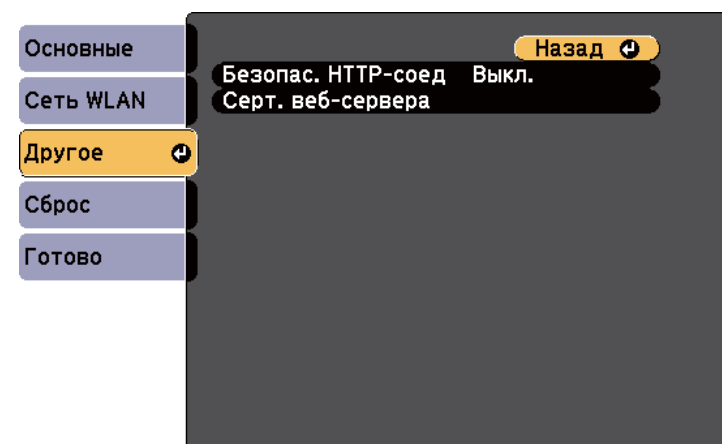 Основные
Сеть WLAN
Другое
Сброс
Готово
Назад
Безопас. HTTP-соед Выкл.
Серт. веб-сервера